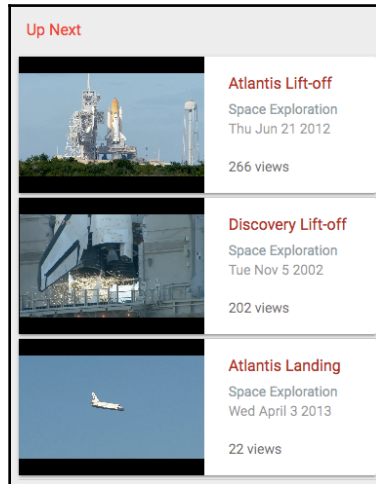 Up Next
Atlantis Lift-off
Space Exploration
Thu Jun 21 2012
266 views
Discovery Lift-off
Space Exploration
Tue Nov 5 2002
202 views
Atlantis Landing
Space Exploration
Wed April 3 2013
22 views